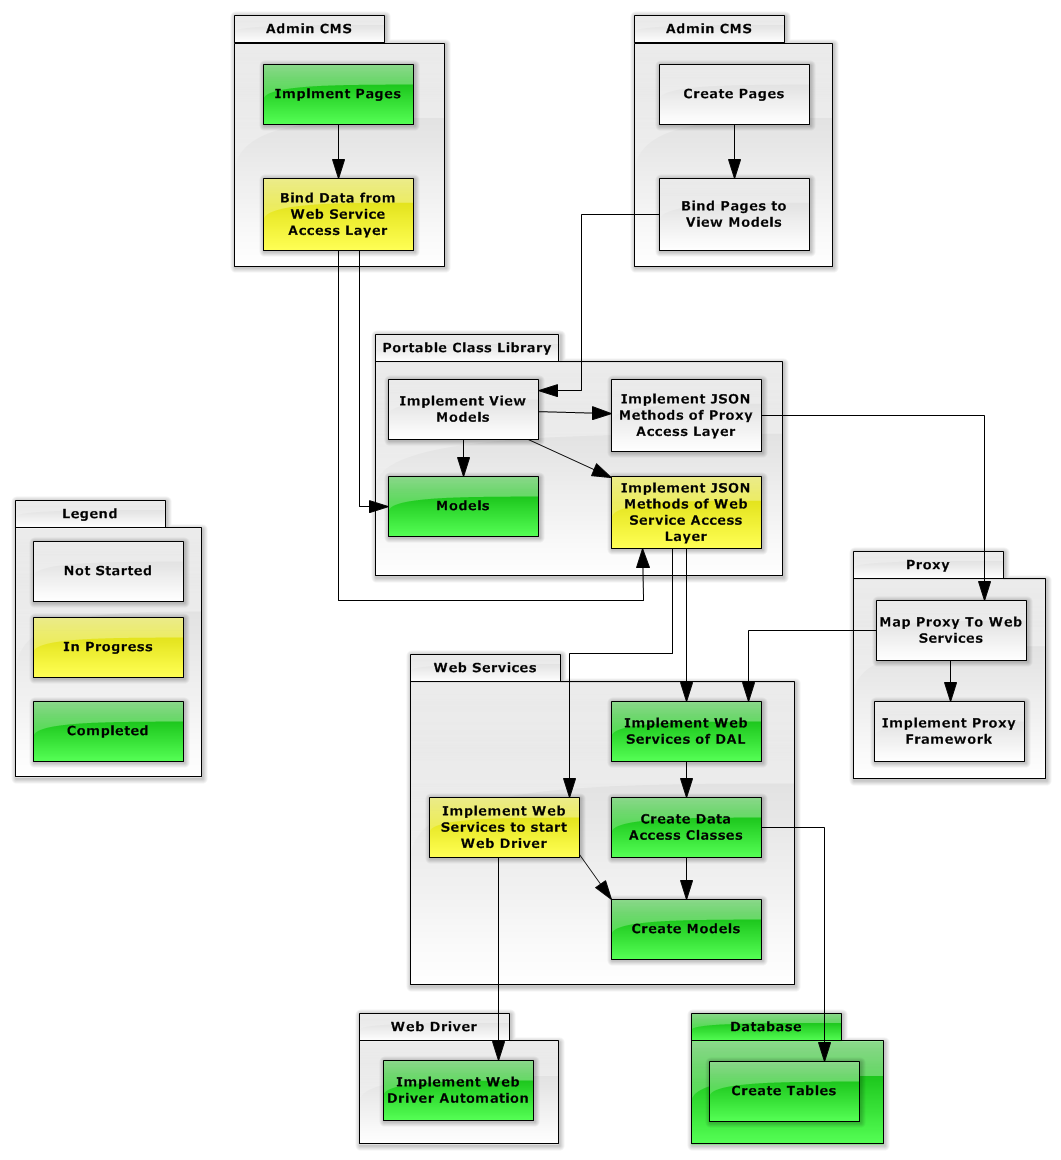 Admin CMS
Implment Pages
Bind Data from
Web Service
Access Layer
Admin CMS
Create Pages
Bind Pages to
View Models
Portable Class Library
Implement View
Models
Implement JSON
Methods of Proxy
Access Layer
Models
Implement JSON
Methods of Web
Service Access
Layer
Legend
Not Started
In Progress
Completed
Proxy
Map Proxy To Web
Services
Implement Proxy
Framework
Web Services
Implement Web
Services of DAL
Implement Web
Services to start
Web Driver
Create Data
Access Classes
Create Models
Web Driver
Implement Web
Driver Automation
Database
Create Tables